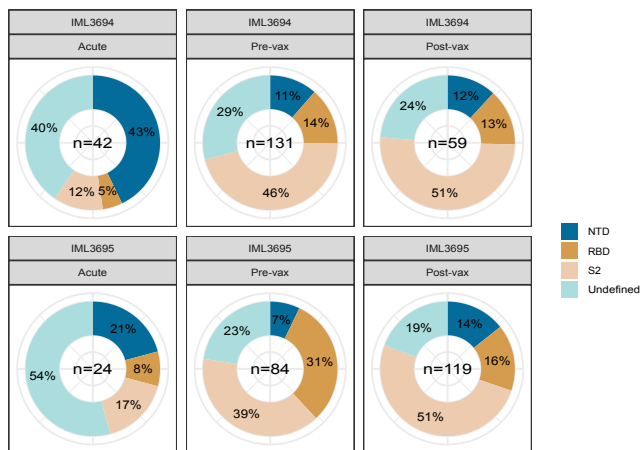 IML3694 IML3694 IML3694
Acute Pre-vax Post-vax
11% 12%
29% 14% 24% 13%
40% 43%
n=42 n=131 n=59
12% 5%
46% 51%
IML3695 IML3695 IML3695
Acute Pre-vax Post-vax
NTD
RBD
S2
Undefined
7% 14%
21% 23% 31% 19% 16%
54% n=24 8% n=84 n=119
17% 39% 51%